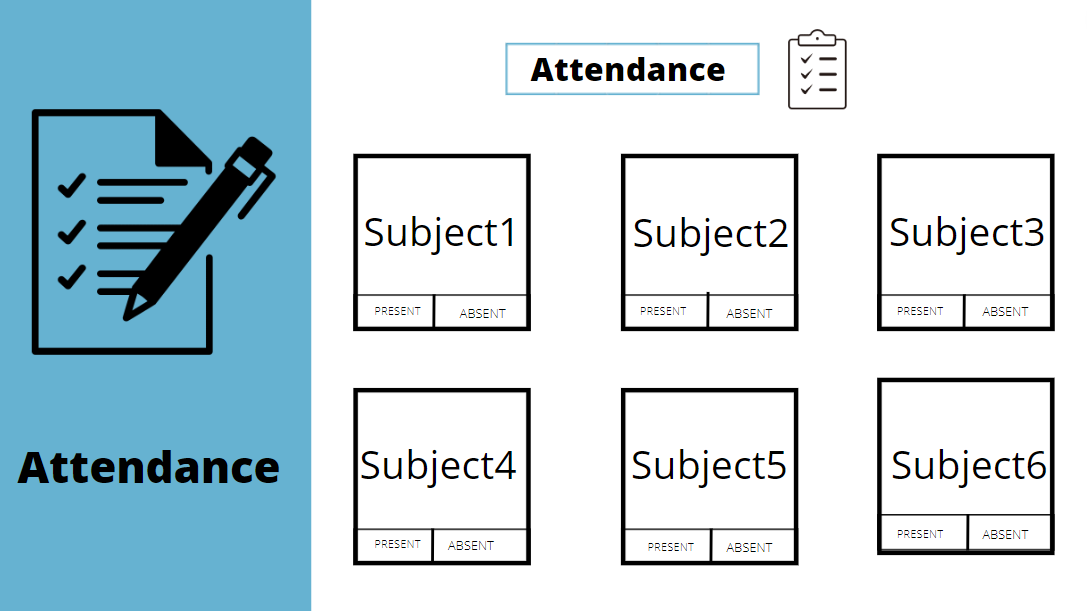 Attendance
Attendance
Subject1
PRESENT ABSENT
Subject2
PRESENT ABSENT
Subject3
PRESENT ABSENT
Subject4
PRESENT ABSENT
Subject5
PRESENT ABSENT
Subject6
PRESENT ABSENT